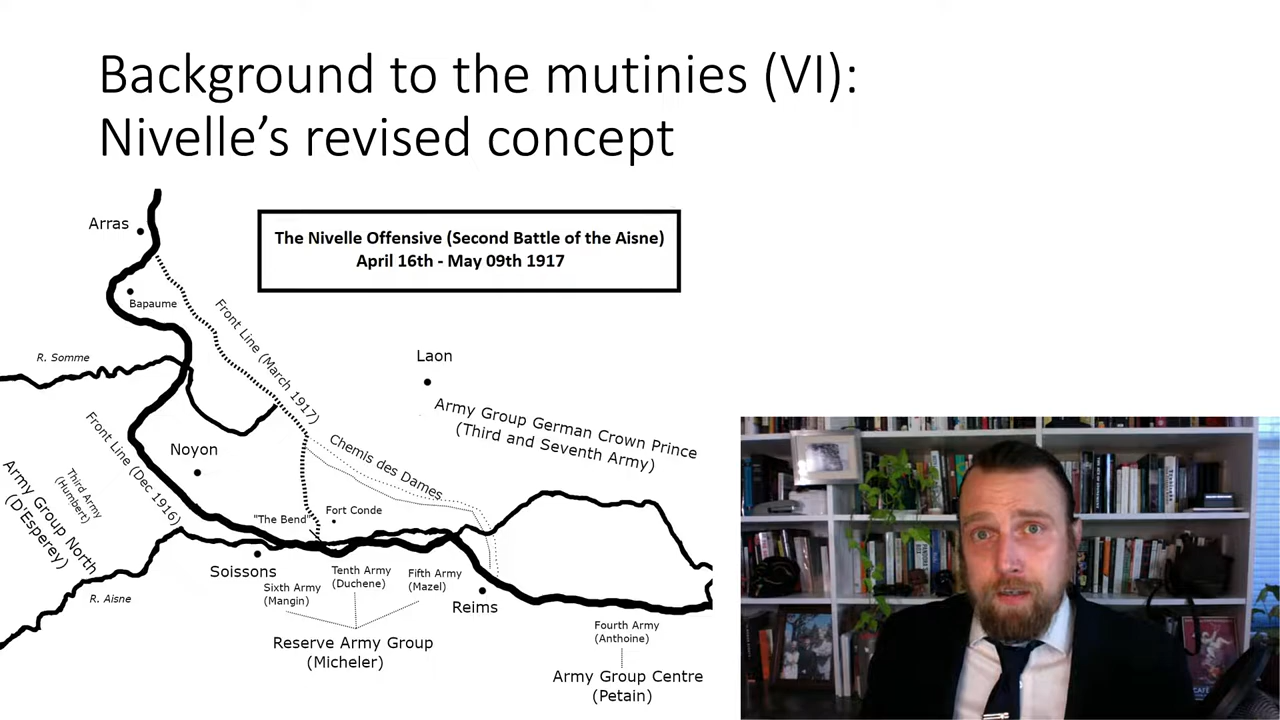 Background to the mutinies (VI):
Nivelle’s revised concept
The Nivelle Offensive (Second Battle of the Aisne)
April 16th - May 09th 1917
Arras
Bapaume
R. Somme
Front Line (March 1917)
Laon
Army Group German Crown Prince
(Third and Seventh Army)
Front Line (Dec 1916)
Noyon
Chemis des Dames
Third Army
(Humbert)
Army Group North
(D'Esperey)
"The Bend"
Fort Conde
Soissons
R. Aisne
Sixth Army
(Mangin)
Tenth Army
(Duchene)
Fifth Army
(Mazel)
Reims
Reserve Army Group
(Micheler)
Fourth Army
(Anthoine)
Army Group Centre
(Petain)